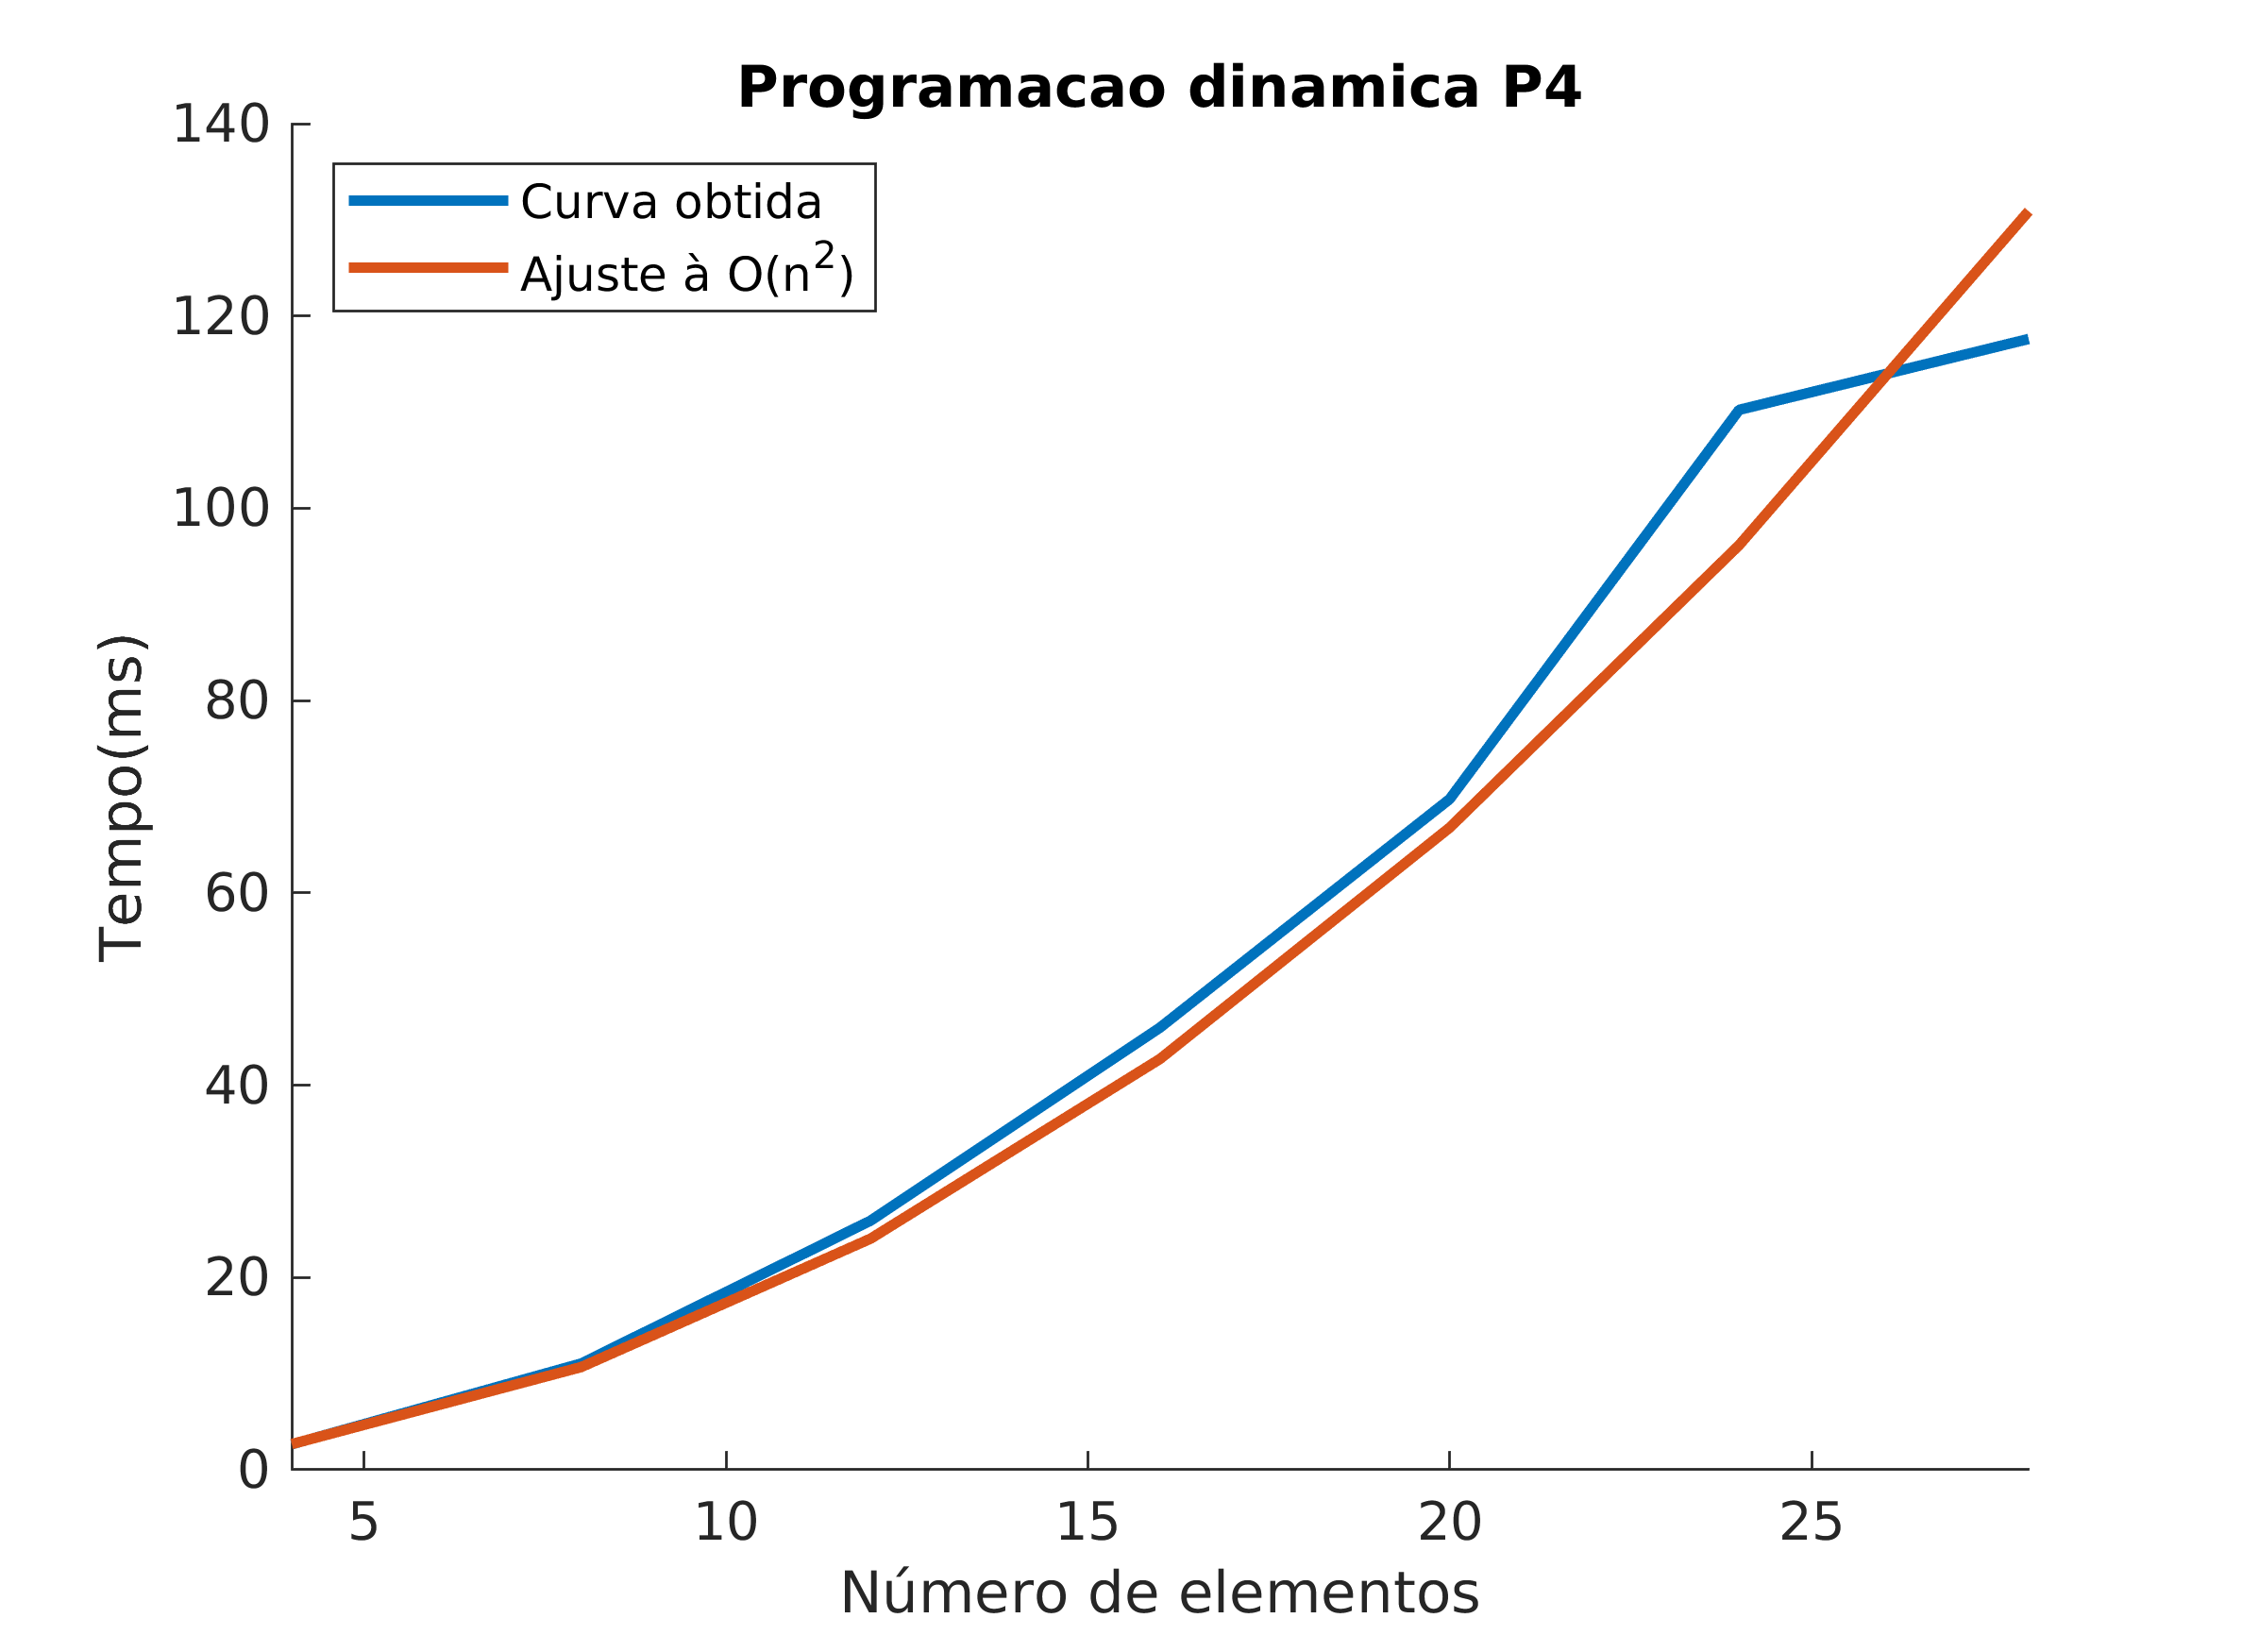 Programacao dinamica P4
140
Curva obtida
Ajuste à O(n²)
120
100
80
60
40
20
0
Tempo(ms)
5 10 15 20 25
Número de elementos